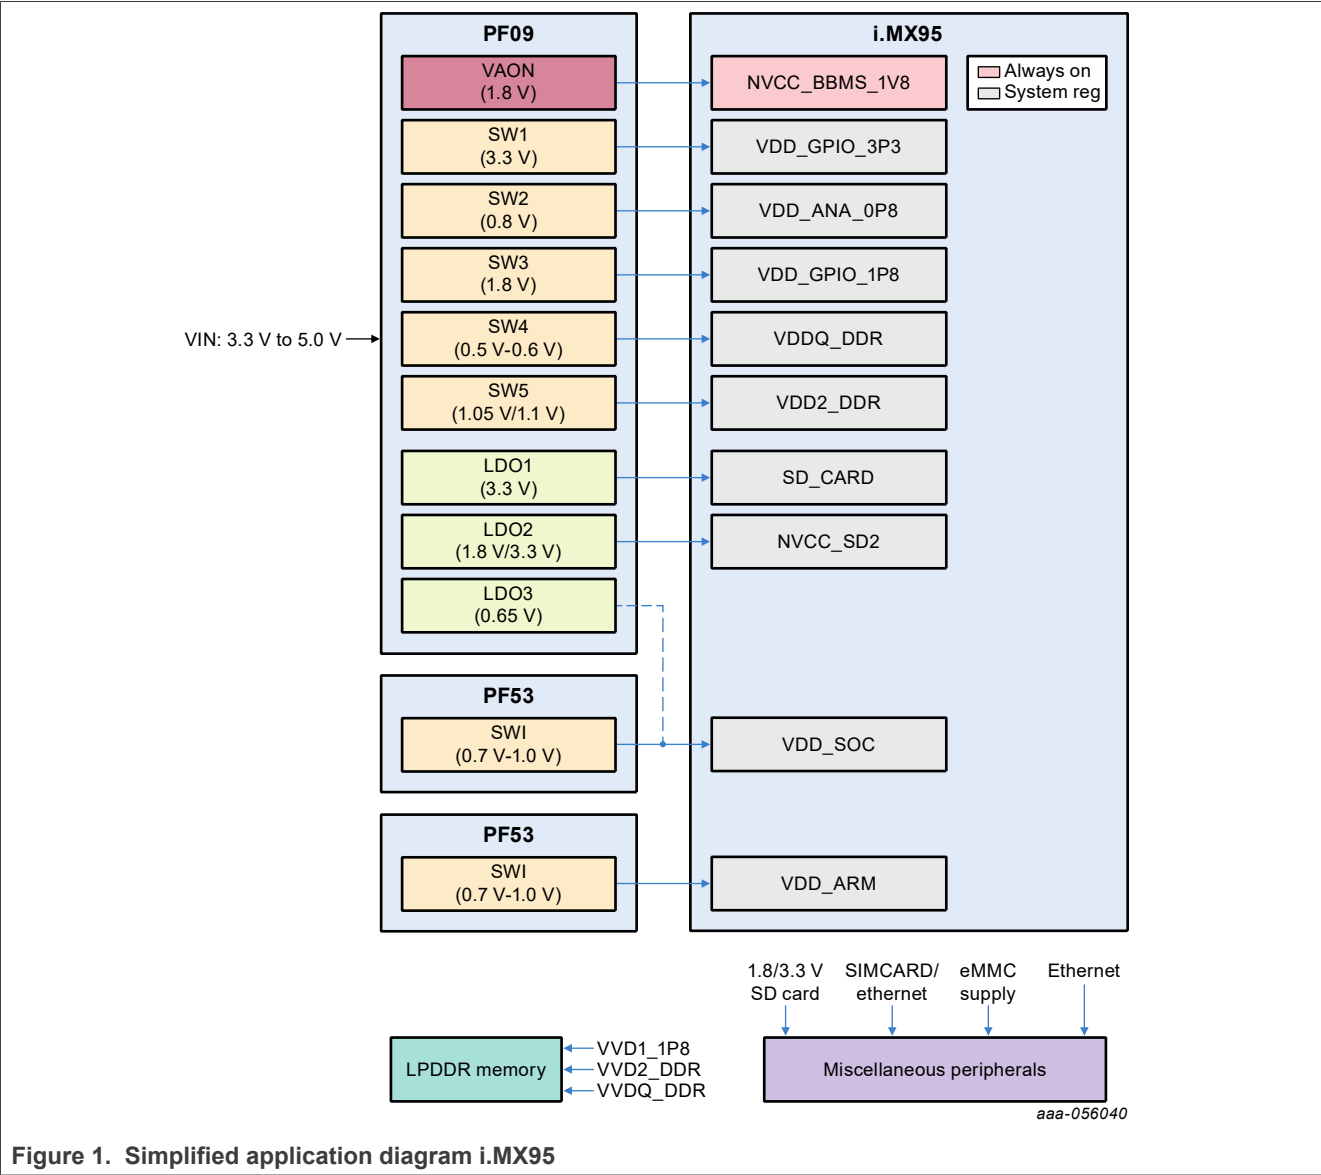 PF09
i.MX95
VAON
(1.8 V)
NVCC_BBMS_1V8
Always on
System reg
SW1
(3.3 V)
VDD_GPIO_3P3
SW2
(0.8 V)
VDD_ANA_0P8
SW3
(1.8 V)
VDD_GPIO_1P8
VIN: 3.3 V to 5.0 V
SW4
(0.5 V-0.6 V)
VDDQ_DDR
SW5
(1.05 V/1.1 V)
VDD2_DDR
LDO1
(3.3 V)
SD_CARD
LDO2
(1.8 V/3.3 V)
NVCC_SD2
LDO3
(0.65 V)
PF53
SWI
(0.7 V-1.0 V)
VDD_SOC
PF53
SWI
(0.7 V-1.0 V)
VDD_ARM
1.8/3.3 V
SD card
SIMCARD/
ethernet
eMMC
supply
Ethernet
LPDDR memory
VVD1_1P8
VVD2_DDR
VVDQ_DDR
Miscellaneous peripherals
aaa-056040
Figure 1. Simplified application diagram i.MX95